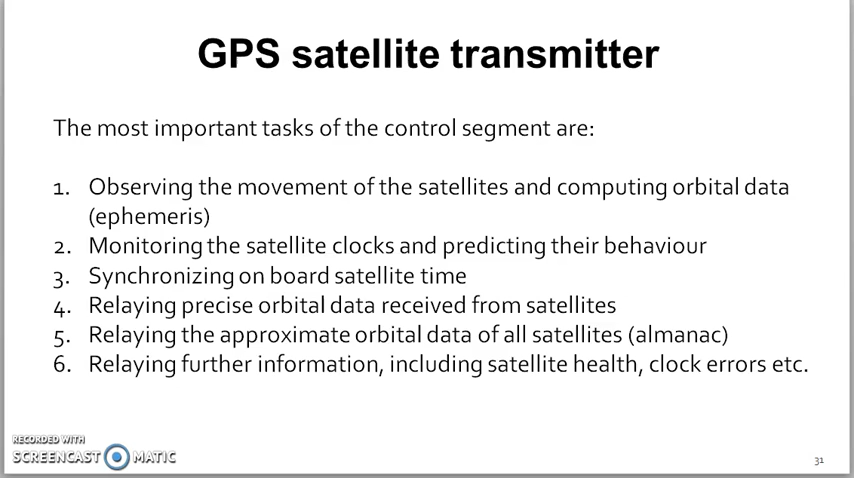 GPS satellite transmitter
The most important tasks of the control segment are:
1. Observing the movement of the satellites and computing orbital data
(ephemeris)
2. Monitoring the satellite clocks and predicting their behaviour
3. Synchronizing on board satellite time
4. Relaying precise orbital data received from satellites
5. Relaying the approximate orbital data of all satellites (almanac)
6. Relaying further information, including satellite health, clock errors etc.
RECORDED WITH
SCREENCAST MATIC
31